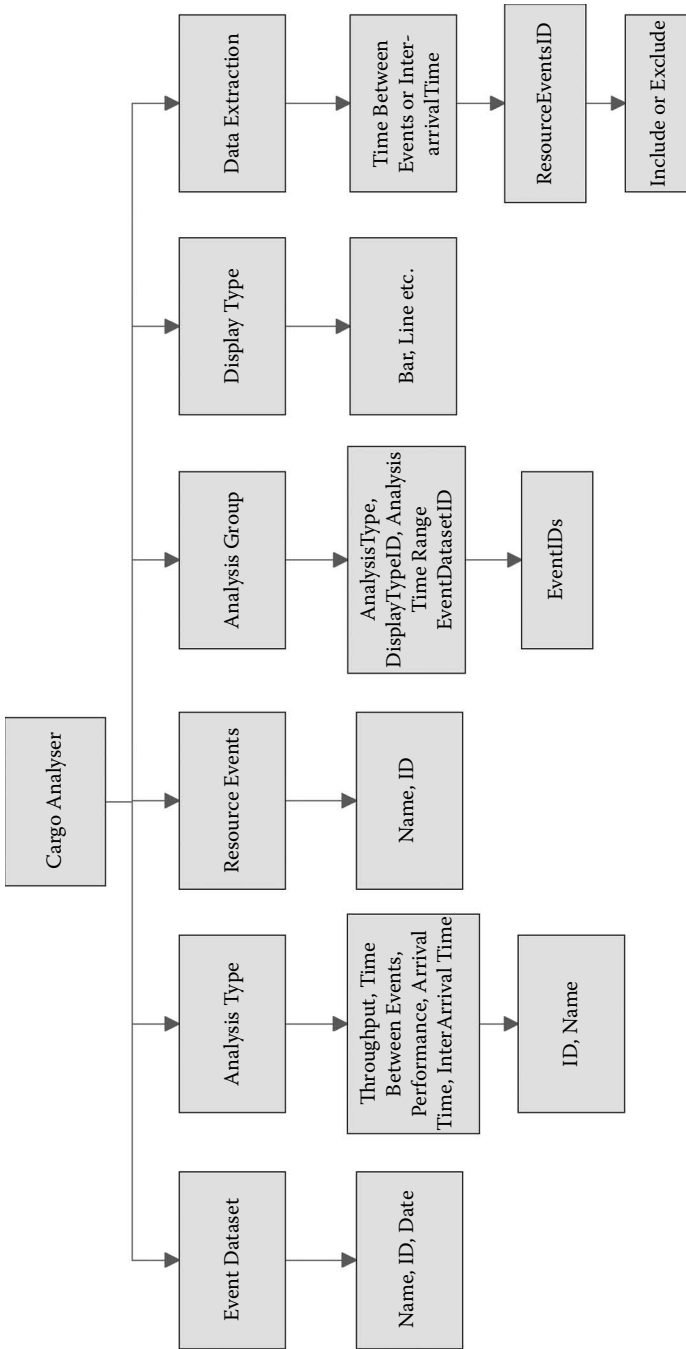 Cargo Analyser
Event Dataset
Name, ID, Date
Analysis Type
Throughput, Time
Between Events,
Performance, Arrival
Time, InterArrival Time
ID, Name
Resource Events
Name, ID
Analysis Group
AnalysisType,
DisplayTypeID, Analysis
Time Range
EventDatasetID
EventIDs
Display Type
Bar, Line etc.
Data Extraction
Time Between
Events or Inter-
arrivalTime
ResourceEventsID
Include or Exclude